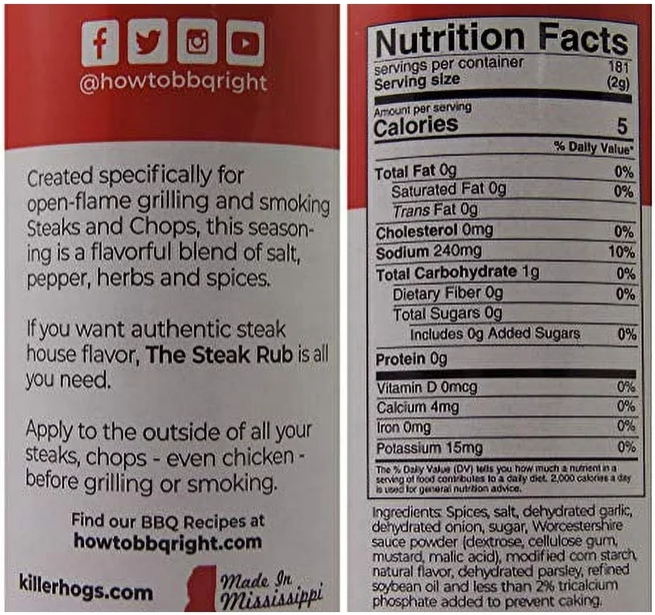 @howtobbqright
Created specifically for
open-flame grilling and smoking
Steaks and Chops, this season-
ing is a flavorful blend of salt,
pepper, herbs and spices.
If you want authentic steak
house flavor, The Steak Rub is all
you need.
Apply to the outside of all your
steaks, chops - even chicken -
before grilling or smoking.
Find our BBQ Recipes at
howtobbqright.com
killerhogs.com
Made In
Mississippi
Nutrition Facts
servings per container 181
Serving size (2g)
Amount per serving
Calories 5
% Daily Value*
Total Fat 0g 0%
Saturated Fat 0g 0%
Trans Fat 0g
Cholesterol 0mg 0%
Sodium 240mg 10%
Total Carbohydrate 1g 0%
Dietary Fiber 0g 0%
Total Sugars 0g
Includes 0g Added Sugars 0%
Protein 0g
Vitamin D 0mcg 0%
Calcium 4mg 0%
Iron 0mg 0%
Potassium 15mg 0%
The % Daily Value (DV) tells you how much a nutrient in a
serving of food contributes to a daily diet. 2,000 calories a day
is used for general nutrition advice.
Ingredients: Spices, salt, dehydrated garlic,
dehydrated onion, sugar, Worcestershire
sauce powder (dextrose, cellulose gum,
mustard, malic acid), modified corn starch,
natural flavor, dehydrated parsley, refined
soybean oil and less than 2% tricalcium
phosphate added to prevent caking.